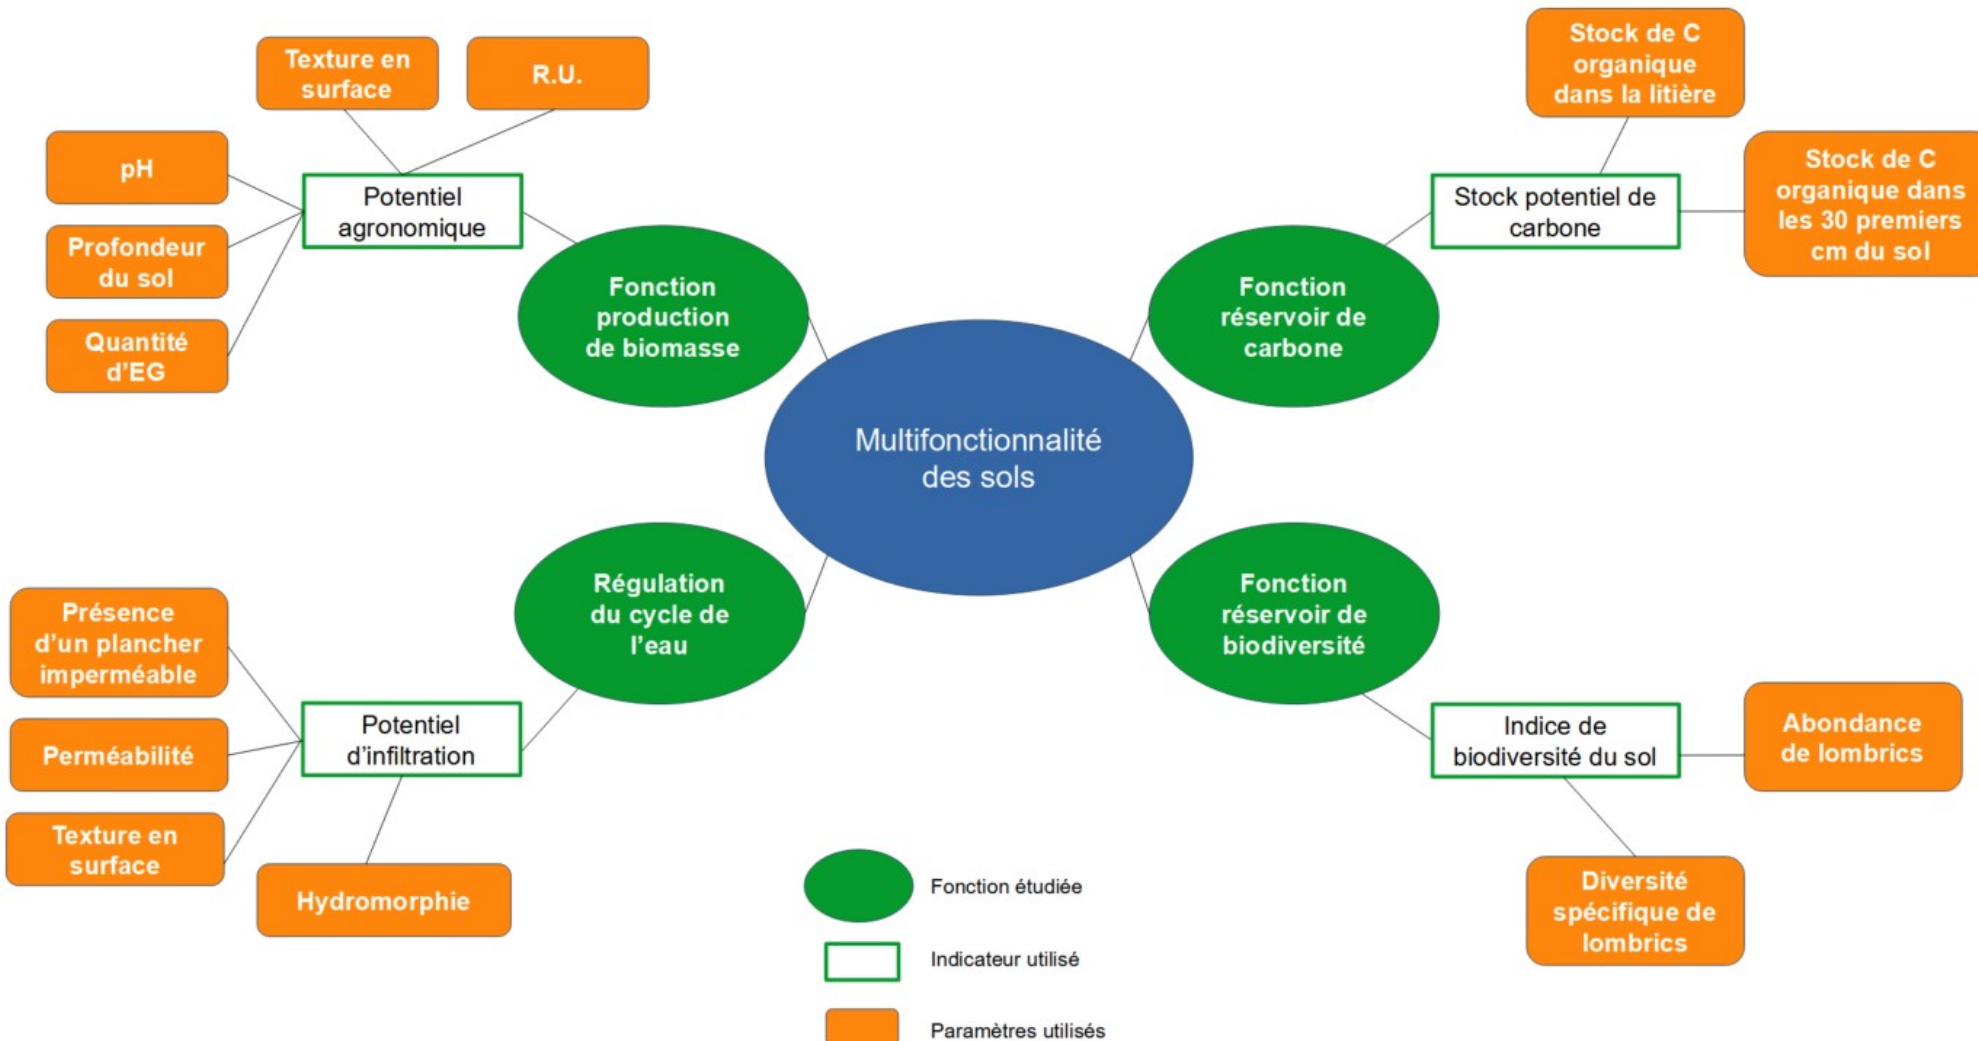 Texture en
surface
R.U.
pH
Profondeur
du sol
Quantité
d'EG
Potentiel
agronomique
Fonction
production
de biomasse
Stock de C
organique
dans la litière
Stock de C
organique dans
les 30 premiers
cm du sol
Stock potentiel de
carbone
Fonction
réservoir de
carbone
Multifonctionnalité
des sols
Régulation
du cycle de
l'eau
Présence
d'un plancher
imperméable
Perméabilité
Texture en
surface
Hydromorphie
Potentiel
d'infiltration
Fonction
réservoir de
biodiversité
Indice de
biodiversité du sol
Abondance
de lombrics
Diversité
spécifique de
lombrics
Fonction étudiée
Indicateur utilisé
Paramètres utilisés